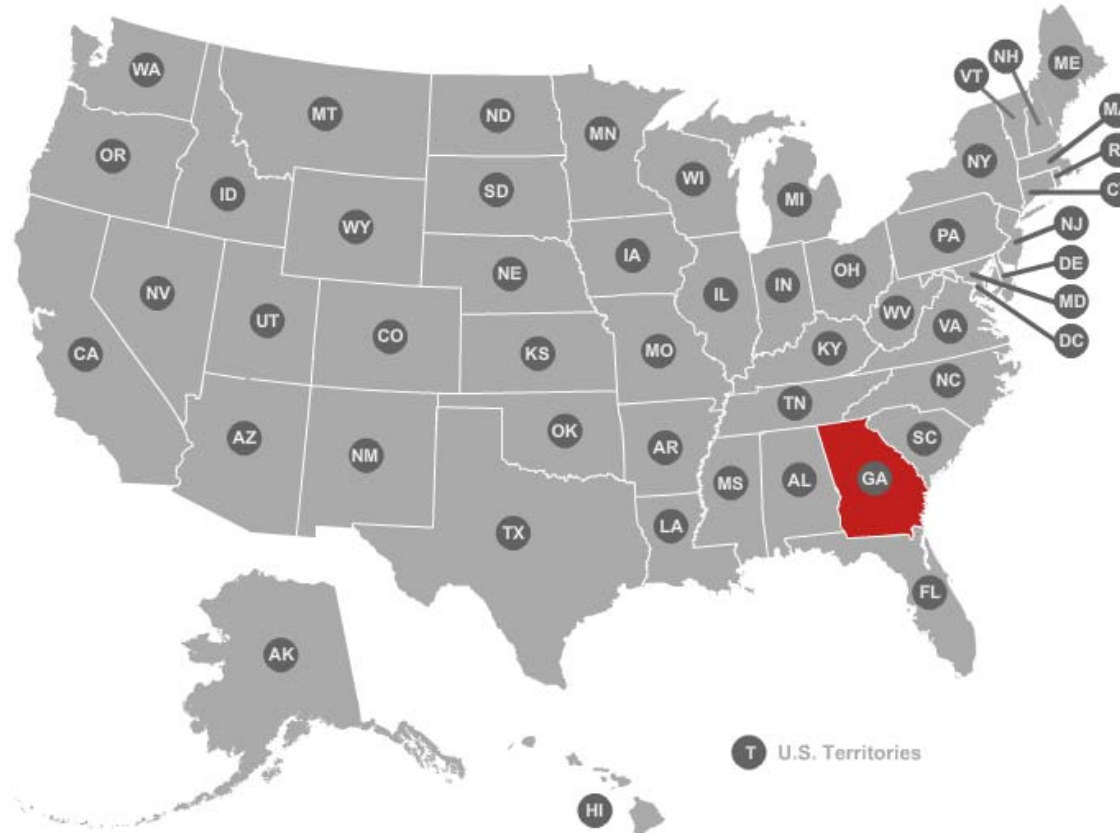 WA
MT
ND
MN
VT
NH
ME
OR
ID
SD
WI
MI
NY
WY
IA
NE
PA
NJ
NV
UT
CO
IL
IN
OH
DE
WV
MD
CA
KS
MO
KY
VA
DC
AZ
NM
OK
AR
TN
NC
SC
MS
AL
GA
TX
LA
FL
AK
HI
T U.S. Territories